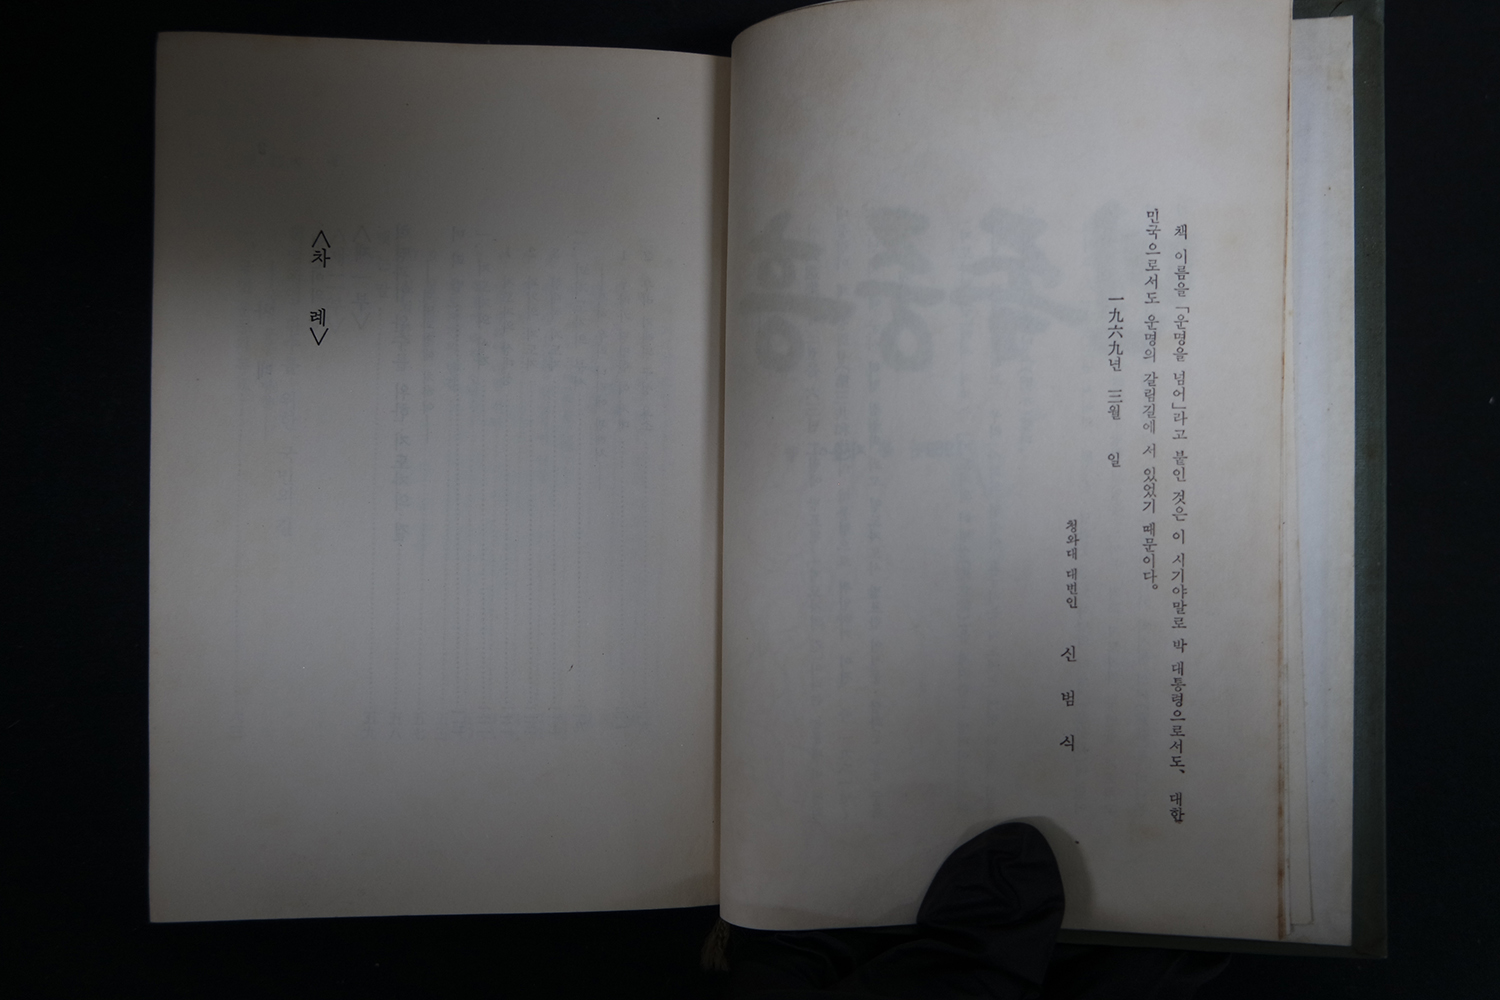 책 이름을 「운명을 넘어」라고 붙인 것은 이 시기야말로 박 대통령으로서도、 대한
민국으로서도 운명의 갈림길에 서 있었기 때문이다。
一九六九년 三월 일
청와대 대변인 신 범 식
<차 례>